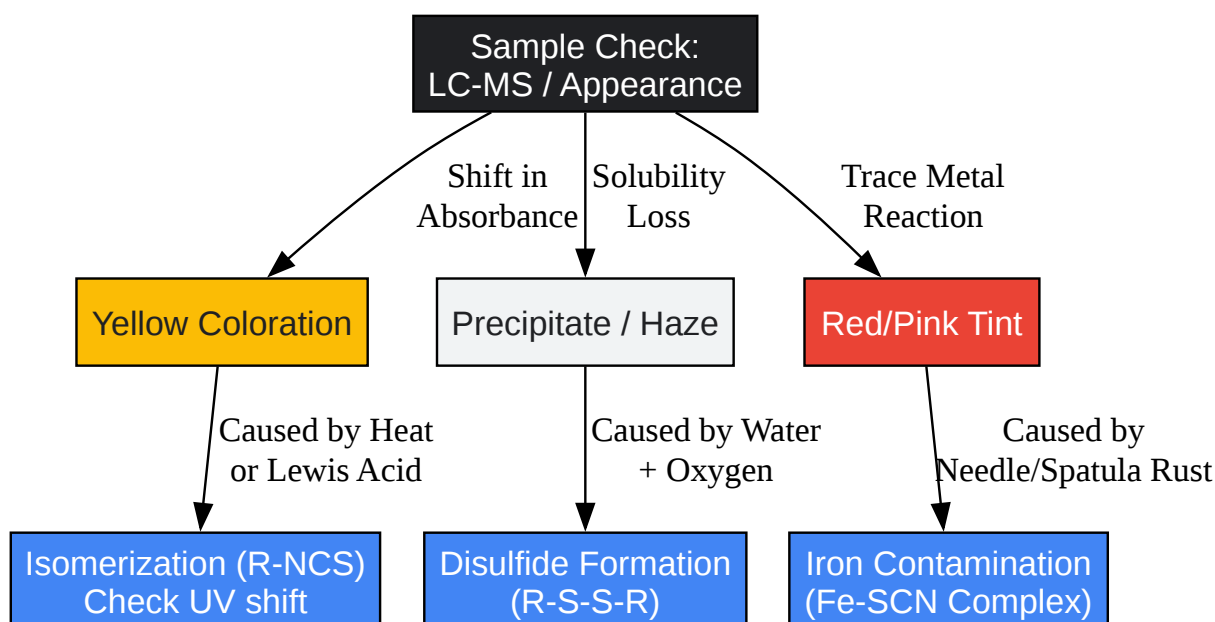 Sample Check:
LC-MS / Appearance
Shift in
Absorbance
Solubility
Loss
Trace Metal
Reaction
Yellow Coloration
Precipitate / Haze
Red/Pink Tint
Caused by Heat
or Lewis Acid
Caused by Water
+ Oxygen
Caused by
Needle/Spatula Rust
Isomerization (R-NCS)
Check UV shift
Disulfide Formation
(R-S-S-R)
Iron Contamination
(Fe-SCN Complex)